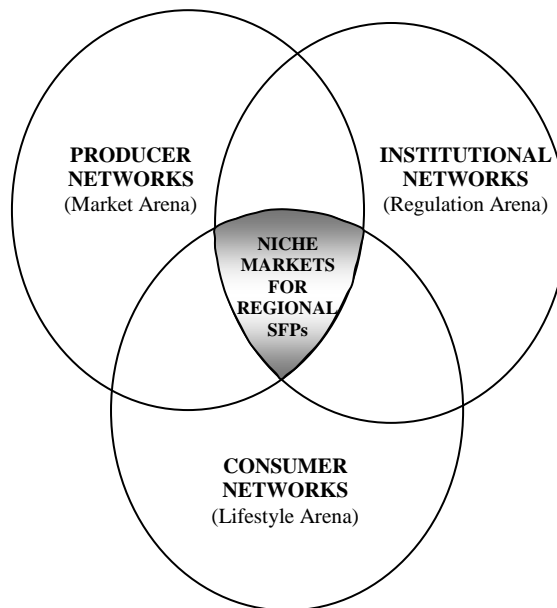 PRODUCER
NETWORKS
(Market Arena)
INSTITUTIONAL
NETWORKS
(Regulation Arena)
NICHE
MARKETS
FOR
REGIONAL
SFPs
CONSUMER
NETWORKS
(Lifestyle Arena)